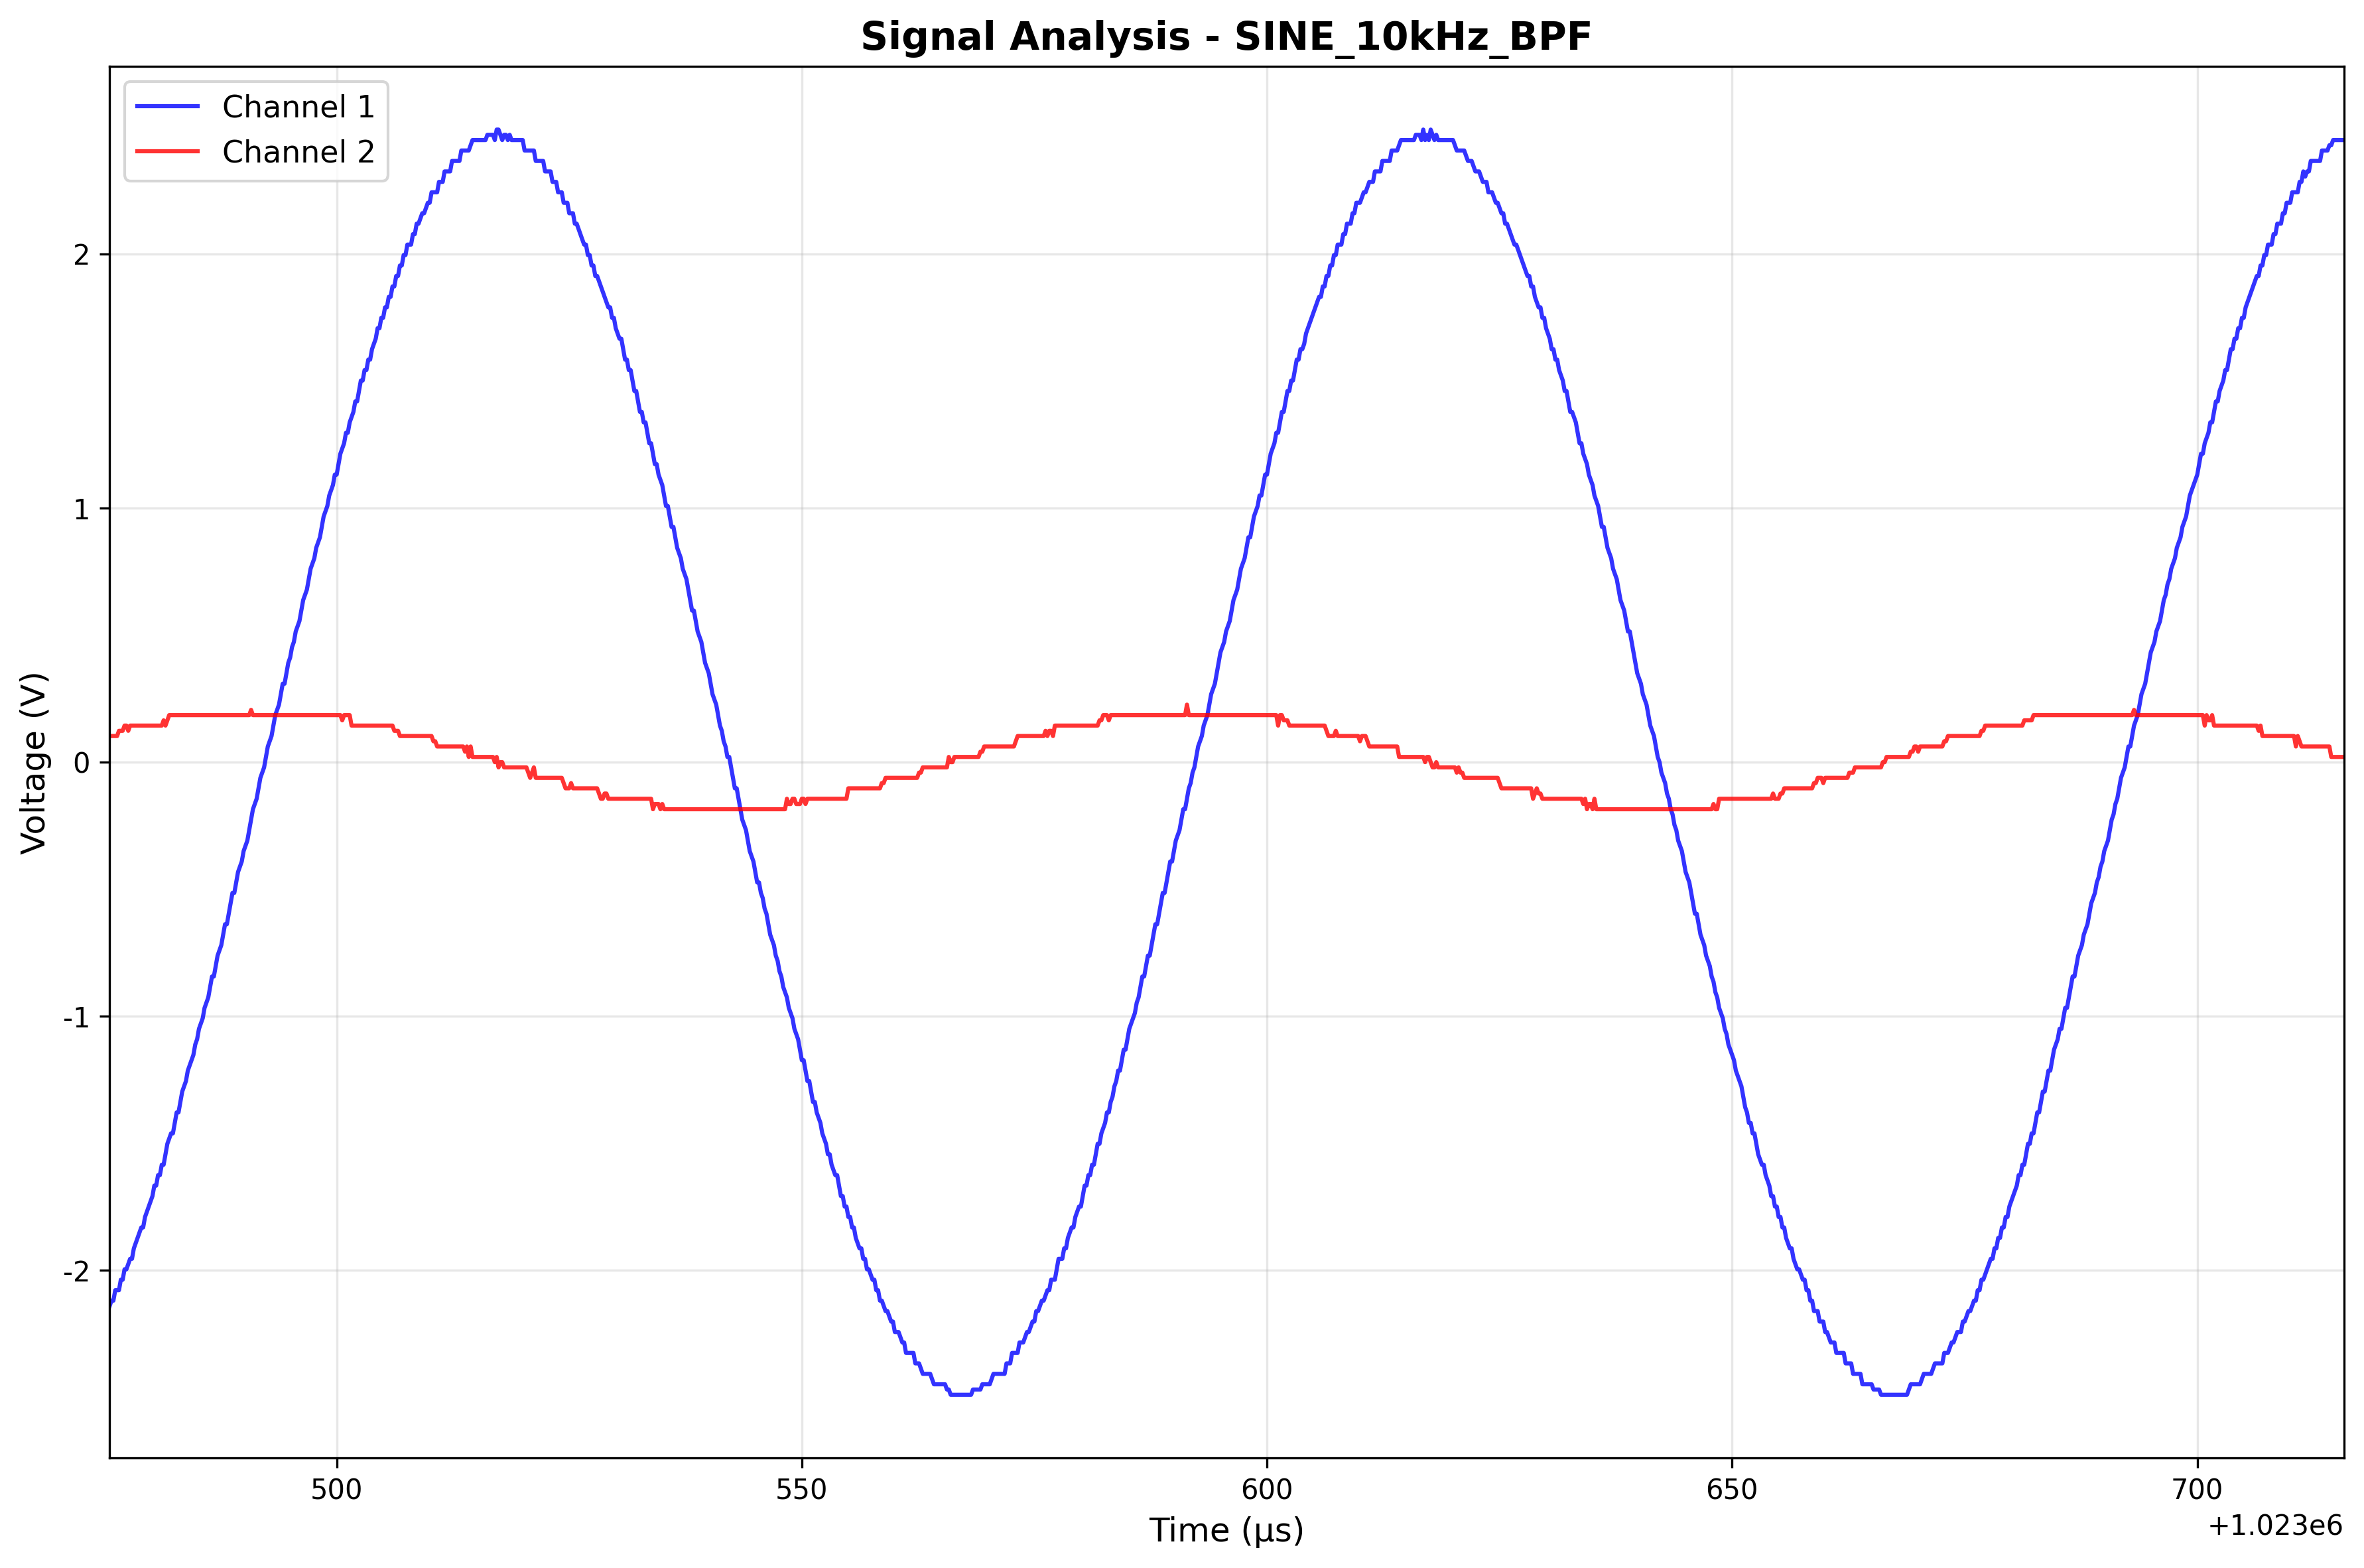 Signal Analysis - SINE_10kHz_BPF
Channel 1
Channel 2
Voltage (V)
2
1
0
-1
-2
500
550
600
650
700
Time (µs)
+1.023e6